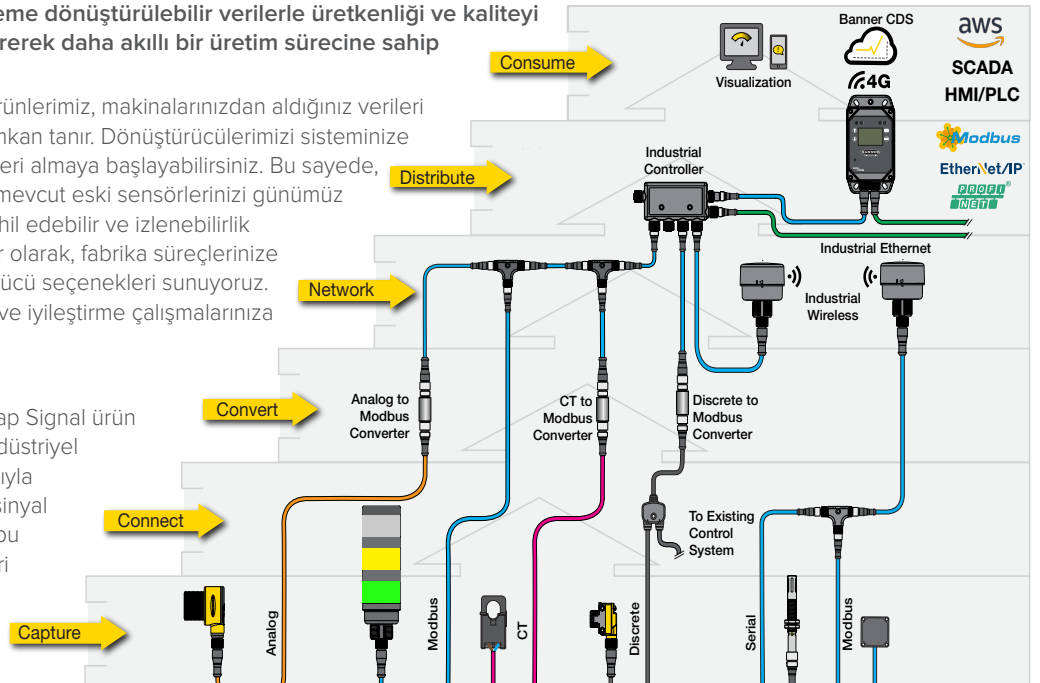 eme dönüştürülebilir verilerle üretkenliği ve kaliteyi
rerek daha akıllı bir üretim sürecine sahip
rünlerimiz, makinalarınızdan aldığınız verileri
mkan tanır. Dönüştürücülerimizi sisteminize
eri almaya başlayabilirsiniz. Bu sayede,
mevcut eski sensörlerinizi günümüz
hil edebilir ve izlenebilirlik
r olarak, fabrika süreçlerinize
ücü seçenekleri sunuyoruz.
ve iyileştirme çalışmalarınıza
ap Signal ürün
düstriyel
ıyla
sinyal
bu
ri
Consume
Visualization
Banner CDS
4G
aws
SCADA
HMI/PLC
Distribute
Industrial
Controller
Modbus
EtherNet/IP
PROFI
NET
Industrial Ethernet
Network
Industrial
Wireless
Convert
Analog to
Modbus
Converter
CT to
Modbus
Converter
Discrete to
Modbus
Converter
Connect
To Existing
Control
System
Capture
Analog
Modbus
CT
Discrete
Serial
Modbus